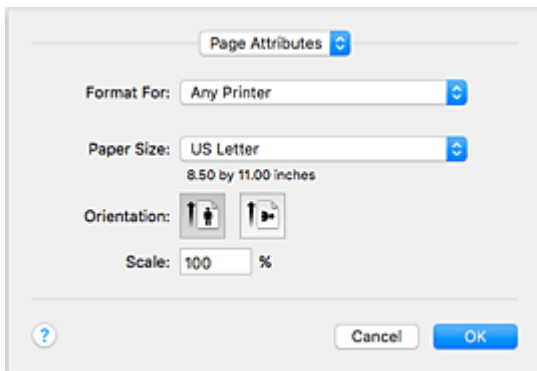 Page Attributes
Format For: Any Printer
Paper Size: US Letter
8.50 by 11.00 inches
Orientation:
Scale: 100 %
? Cancel OK